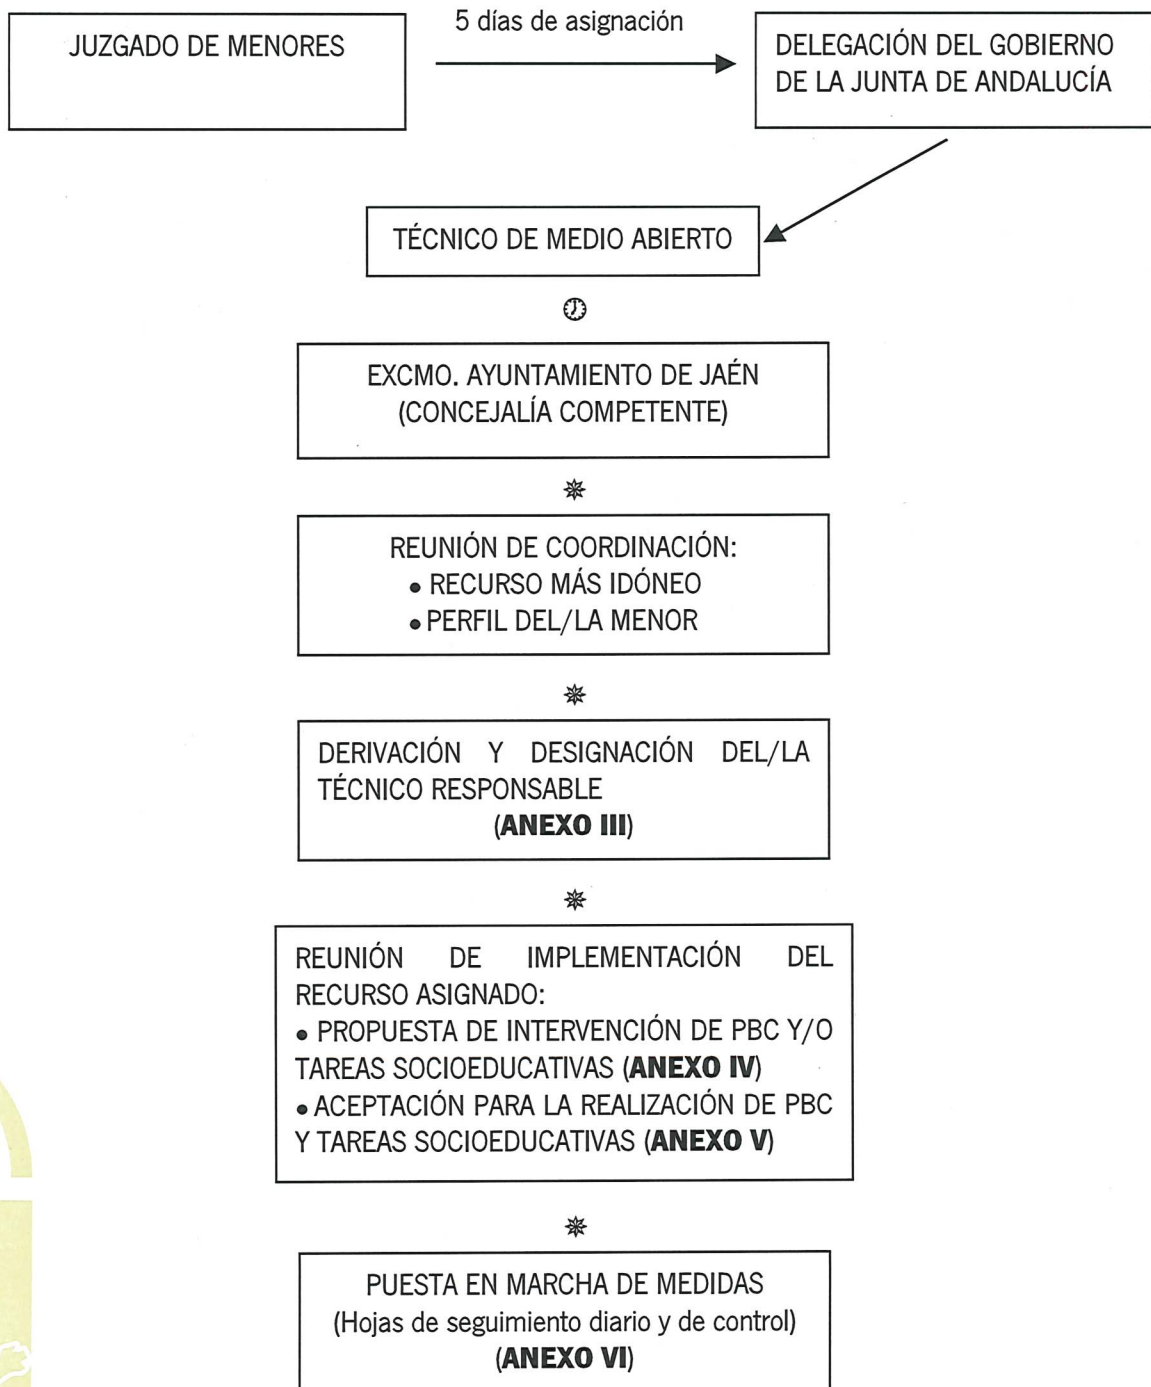 JUZGADO DE MENORES
5 días de asignación
DELEGACIÓN DEL GOBIERNO
DE LA JUNTA DE ANDALUCÍA
TÉCNICO DE MEDIO ABIERTO
EXCMO. AYUNTAMIENTO DE JAÉN
(CONCEJALÍA COMPETENTE)
REUNIÓN DE COORDINACIÓN:
• RECURSO MÁS IDÓNEO
• PERFIL DEL/LA MENOR
DERIVACIÓN Y DESIGNACIÓN DEL/LA
TÉCNICO RESPONSABLE
(ANEXO III)
REUNIÓN DE IMPLEMENTACIÓN DEL
RECURSO ASIGNADO:
• PROPUESTA DE INTERVENCIÓN DE PBC Y/O
TAREAS SOCIOEDUCATIVAS (ANEXO IV)
• ACEPTACIÓN PARA LA REALIZACIÓN DE PBC
Y TAREAS SOCIOEDUCATIVAS (ANEXO V)
PUESTA EN MARCHA DE MEDIDAS
(Hojas de seguimiento diario y de control)
(ANEXO VI)